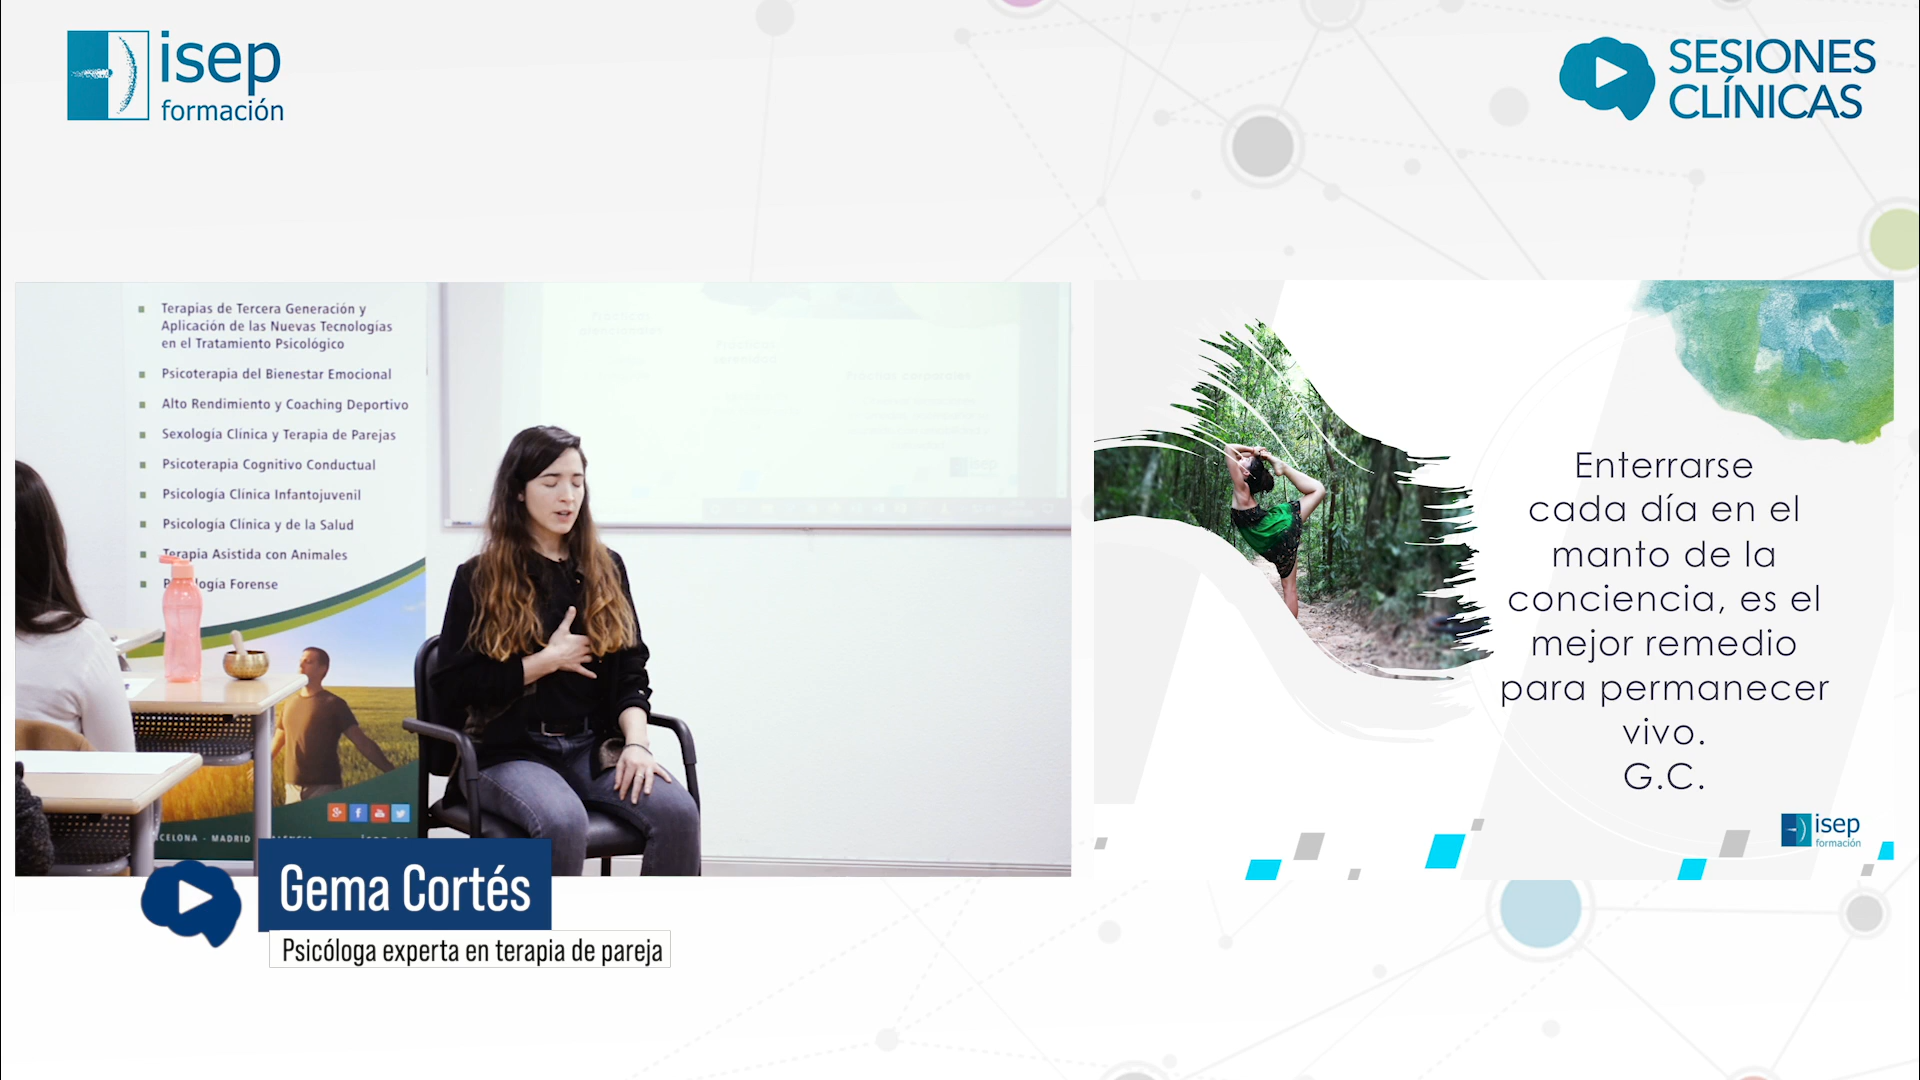 isep
formación
SESIONES
CLÍNICAS
Terapias de Tercera Generación y
Aplicación de las Nuevas Tecnologías
en el Tratamiento Psicológico
Psicoterapia del Bienestar Emocional
Alto Rendimiento y Coaching Deportivo
Sexología Clínica y Terapia de Parejas
Psicoterapia Cognitivo Conductual
Psicología Clínica Infantojuvenil
Psicología Clínica y de la Salud
Terapia Asistida con Animales
Forense
MADRID
Gema Cortés
Psicóloga experta en terapia de pareja
Enterrarse
cada día en el
manto de la
conciencia, es el
mejor remedio
para permanecer
vivo.
G.C.
isep
formación